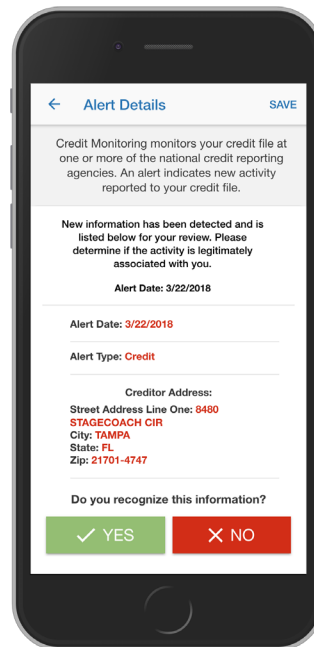 Alert Details
SAVE
Credit Monitoring monitors your credit file at
one or more of the national credit reporting
agencies. An alert indicates new activity
reported to your credit file.
New information has been detected and is
listed below for your review. Please
determine if the activity is legitimately
associated with you.
Alert Date: 3/22/2018
Alert Date: 3/22/2018
Alert Type: Credit
Creditor Address:
Street Address Line One: 8480
STAGECOACH CIR
City: TAMPA
State: FL
Zip: 21701-4747
Do you recognize this information?
YES
NO